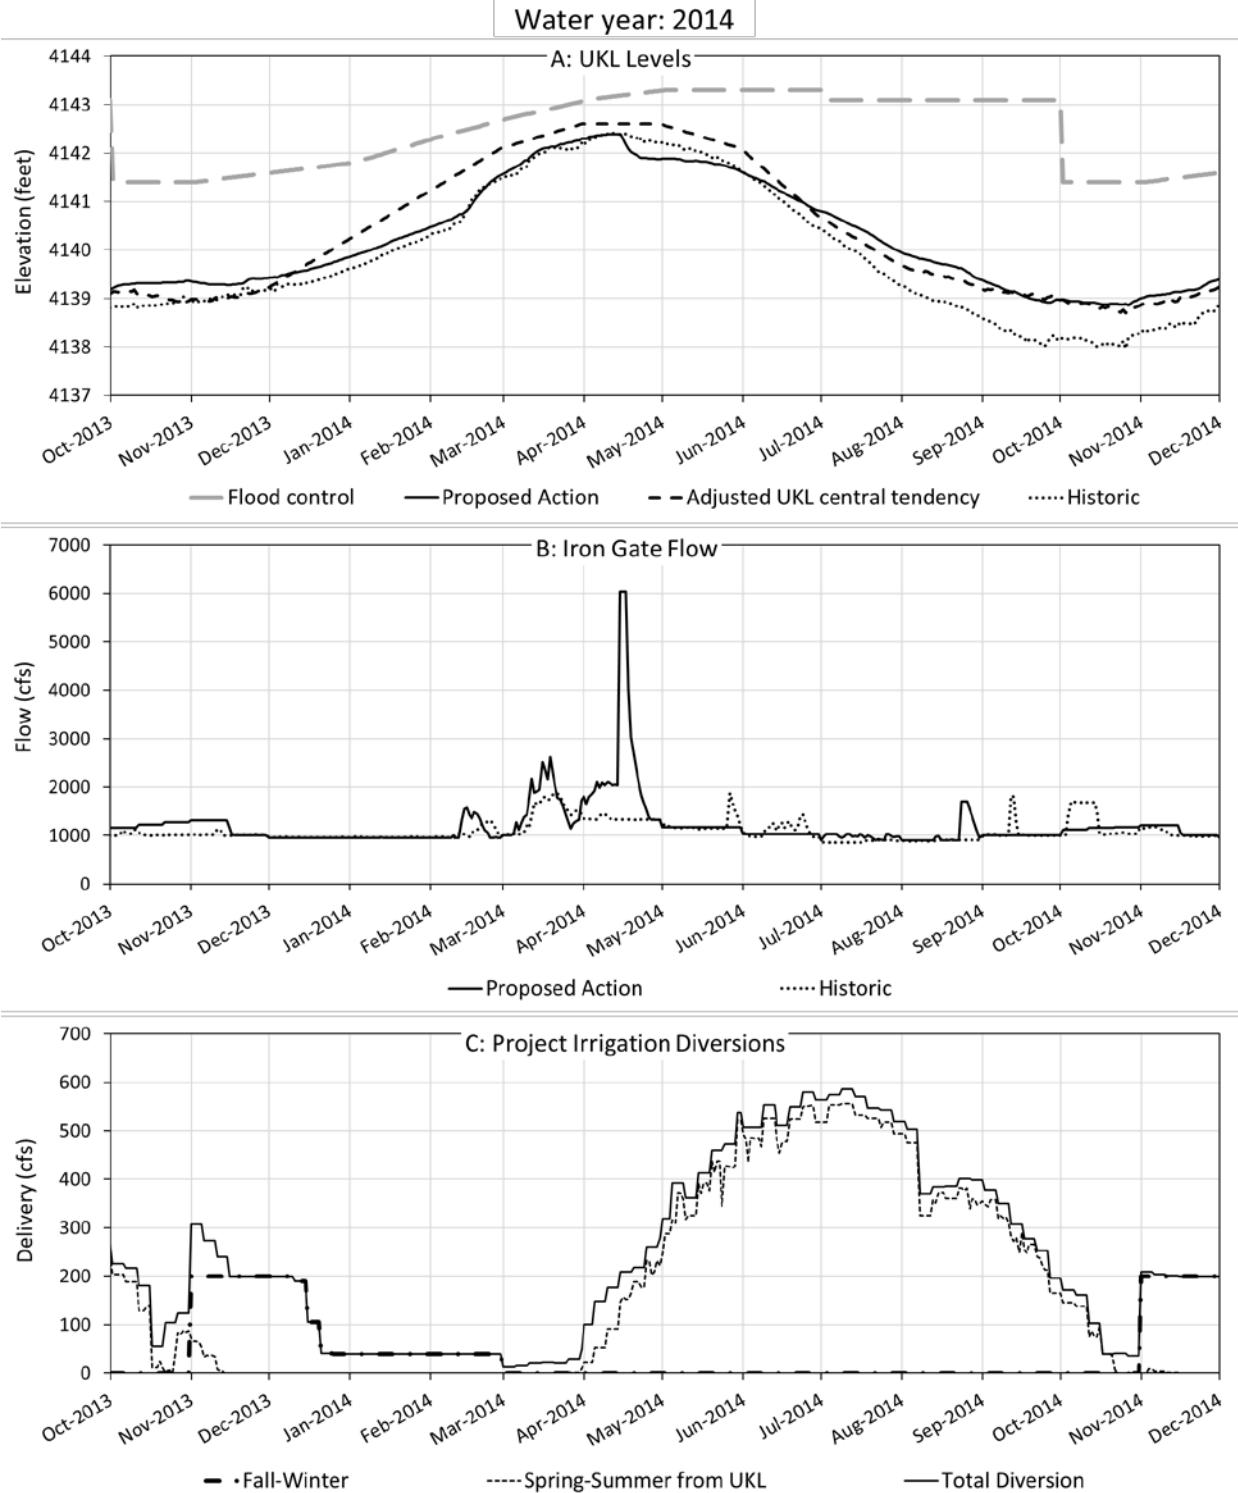 Water year: 2014
A: UKL Levels
Elevation (feet)
4144
4143
4142
4141
4140
4139
4138
4137
Oct-2013 Nov-2013 Dec-2013 Jan-2014 Feb-2014 Mar-2014 Apr-2014 May-2014 Jun-2014 Jul-2014 Aug-2014 Sep-2014 Oct-2014 Nov-2014 Dec-2014
Flood control Proposed Action Adjusted UKL central tendency Historic
B: Iron Gate Flow
Flow (cfs)
7000
6000
5000
4000
3000
2000
1000
0
Oct-2013 Nov-2013 Dec-2013 Jan-2014 Feb-2014 Mar-2014 Apr-2014 May-2014 Jun-2014 Jul-2014 Aug-2014 Sep-2014 Oct-2014 Nov-2014 Dec-2014
Proposed Action Historic
C: Project Irrigation Diversions
Delivery (cfs)
700
600
500
400
300
200
100
0
Oct-2013 Nov-2013 Dec-2013 Jan-2014 Feb-2014 Mar-2014 Apr-2014 May-2014 Jun-2014 Jul-2014 Aug-2014 Sep-2014 Oct-2014 Nov-2014 Dec-2014
Fall-Winter Spring-Summer from UKL Total Diversion